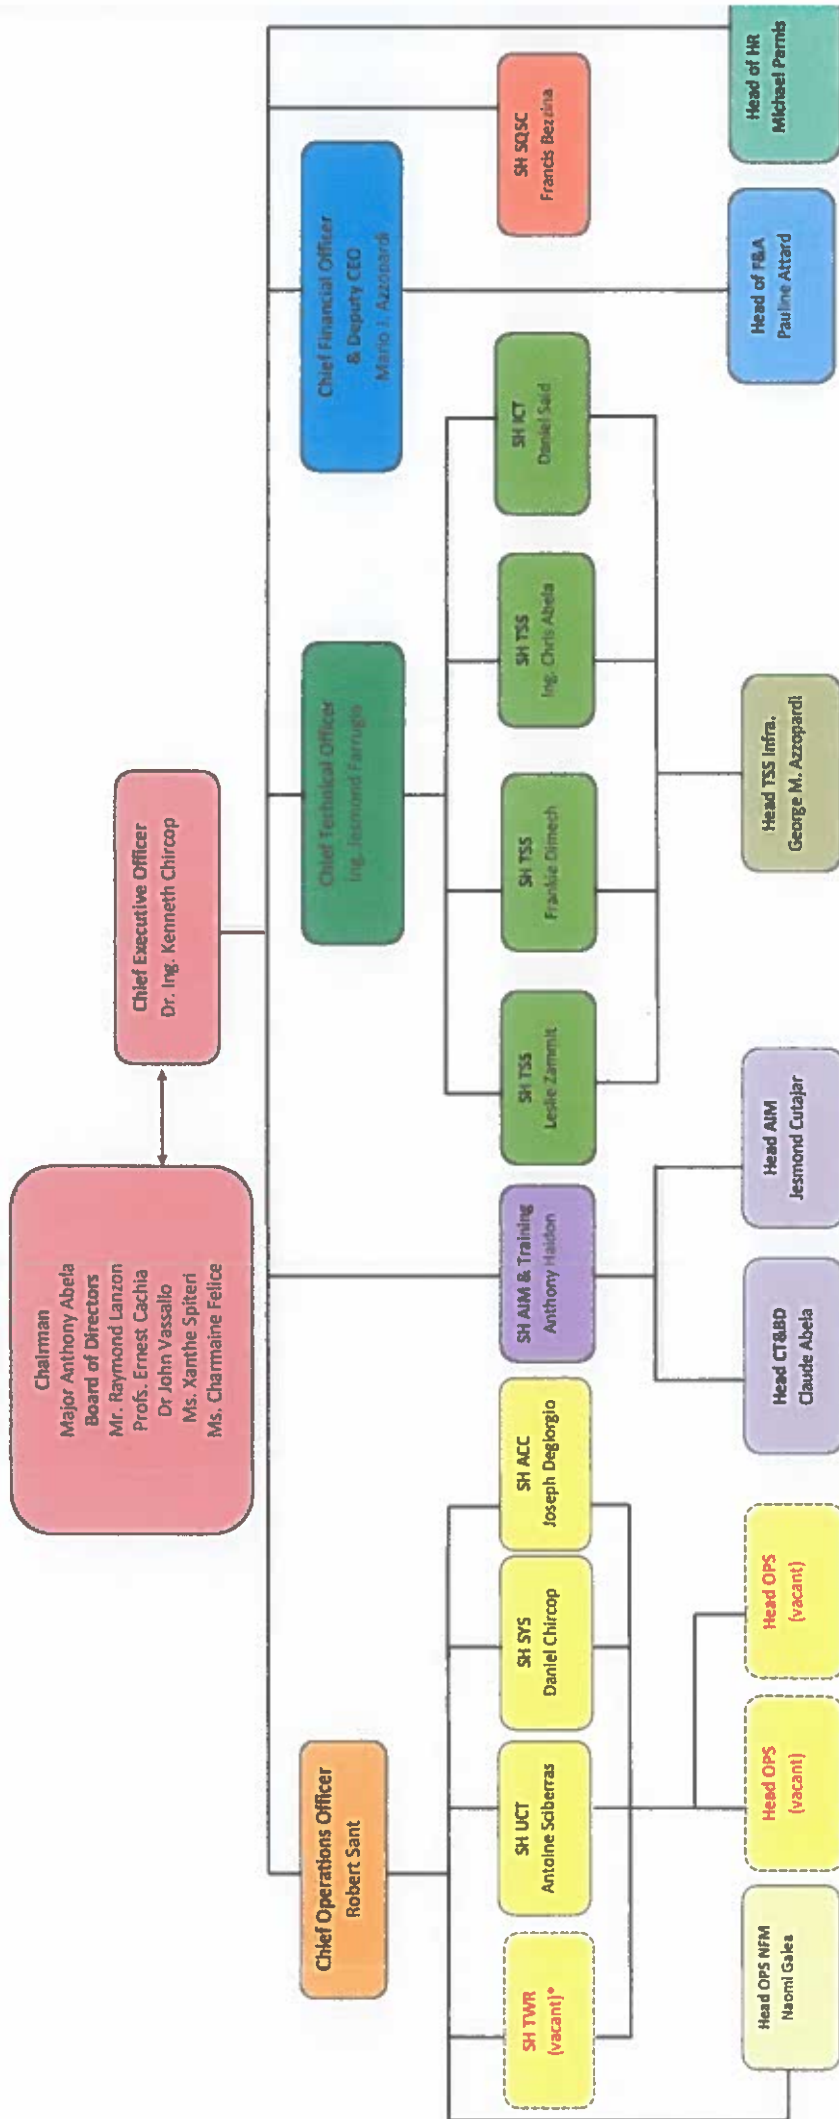 Chairman
Major Anthony Abela
Board of Directors
Mr. Raymond Lanzon
Profs. Ernest Cachia
Dr John Vassallo
Ms. Xanthe Spiteri
Ms. Charmaine Felice
Chief Executive Officer
Dr. Ing. Kenneth Chircop
Chief Operations Officer
Robert Sant
Chief Technical Officer
Ing. Jesmond Farrugia
Chief Financial Officer
& Deputy CEO
Mario J. Azzopardi
SH TWR
(vacant)*
SH UCT
Antoine Sciberras
SH SYS
Daniel Chircop
SH ACC
Joseph Degiorgio
SH AIM & Training
Anthony Haidon
SH TSS
Leslie Zammit
SH TSS
Frankie Dimech
SH TSS
Ing. Chris Abela
SH ICT
Daniel Said
SH SQSC
Francis Bezzina
Head OPS NFM
Naomi Galea
Head OPS
(vacant)
Head OPS
(vacant)
Head CT&BD
Claude Abela
Head AIM
Jesmond Cutajar
Head TSS Infra.
George M. Azzopardi
Head of F&A
Pauline Attard
Head of HR
Michael Parnis